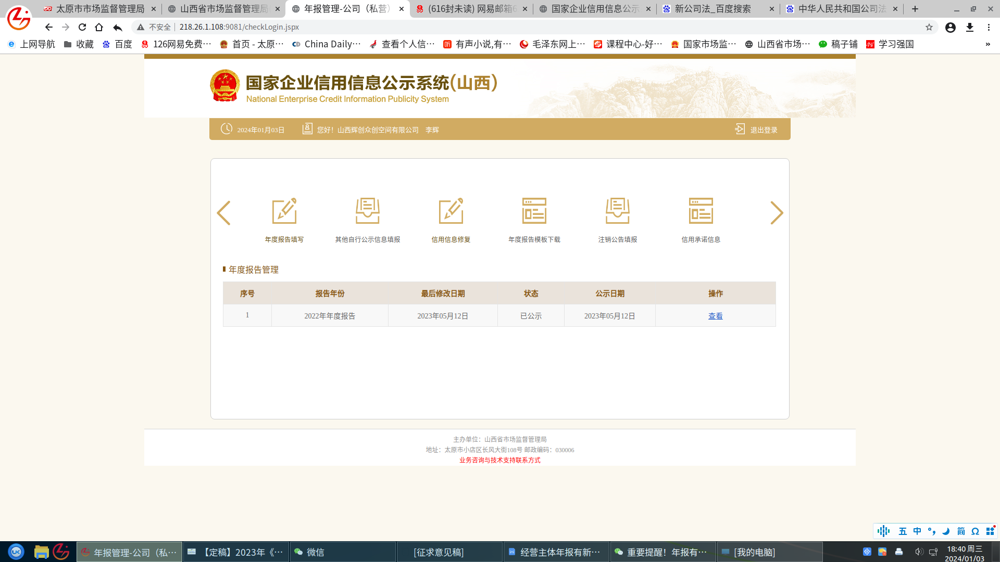 太原市市场监督管理局
山西省市场监督管理局
年报管理-公司（私营）
(616封未读) 网易邮箱6
国家企业信用信息公示
新公司法_百度搜索
中华人民共和国公司法
不安全 218.26.1.108:9081/checkLogin.jspx
上网导航 收藏 百度 126网易免费… 首页 - 太原… China Daily… 查看个人信… 有声小说,有… 毛泽东网上… 课程中心-好… 国家市场监… 山西省市场… 稿子铺 学习强国 »
国家企业信用信息公示系统(山西)
National Enterprise Credit Information Publicity System
2024年01月03日 您好！山西辉创众创空间有限公司 李辉 退出登录
年度报告填写 其他自行公示信息填报 信用信息修复 年度报告模板下载 注销公告填报 信用承诺信息
年度报告管理
序号 报告年份 最后修改日期 状态 公示日期 操作
1 2022年年度报告 2023年05月12日 已公示 2023年05月12日 查看
主办单位：山西省市场监督管理局
地址：太原市小店区长风大街108号 邮政编码：030006
业务咨询与技术支持联系方式
五 中 °, 简 Ω
UK
年报管理-公司（私… 【定稿】2023年《… 微信 [征求意见稿] 经营主体年报有新… 重要提醒！年报有… [我的电脑]
18:40 周三
2024/01/03